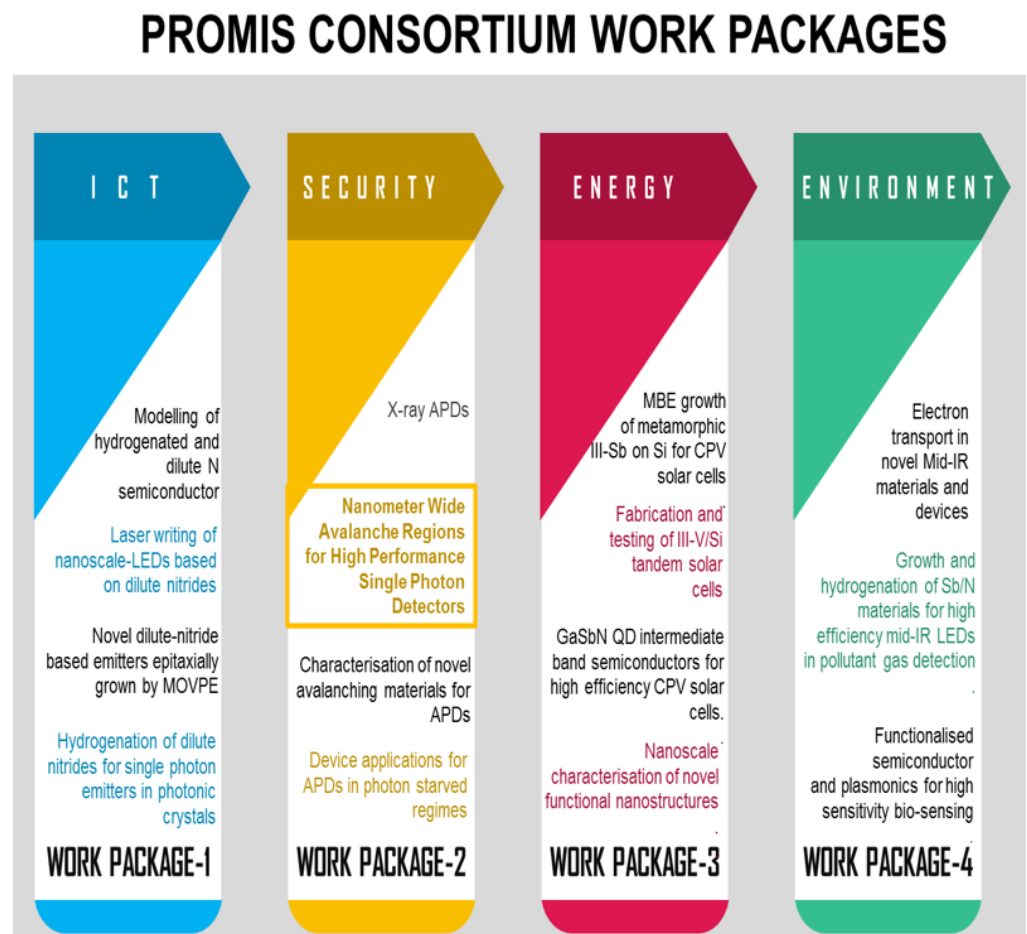 PROMIS CONSORTIUM WORK PACKAGES
ICT
Modelling of
hydrogenated and
dilute N
semiconductor
Laser writing of
nanoscale-LEDs based
on dilute nitrides
Novel dilute-nitride
based emitters epitaxially
grown by MOVPE
Hydrogenation of dilute
nitrides for single photon
emitters in photonic
crystals
WORK PACKAGE-1
SECURITY
X-ray APDs
Nanometer Wide
Avalanche Regions
for High Performance
Single Photon
Detectors
Characterisation of novel
avalanching materials for
APDs
Device applications for
APDs in photon starved
regimes
WORK PACKAGE-2
ENERGY
MBE growth
of metamorphic
III-Sb on Si for CPV
solar cells
Fabrication and
testing of III-V/Si
tandem solar
cells
GaSbN QD intermediate
band semiconductors for
high efficiency CPV solar
cells.
.
Nanoscale
characterisation of novel
functional nanostructures
.
WORK PACKAGE-3
ENVIRONMENT
Electron
transport in
novel Mid-IR
materials and
devices
Growth and
hydrogenation of Sb/N
materials for high
efficiency mid-IR LEDs
in pollutant gas detection
.
Functionalised
semiconductor
and plasmonics for high
sensitivity bio-sensing
.
WORK PACKAGE-4